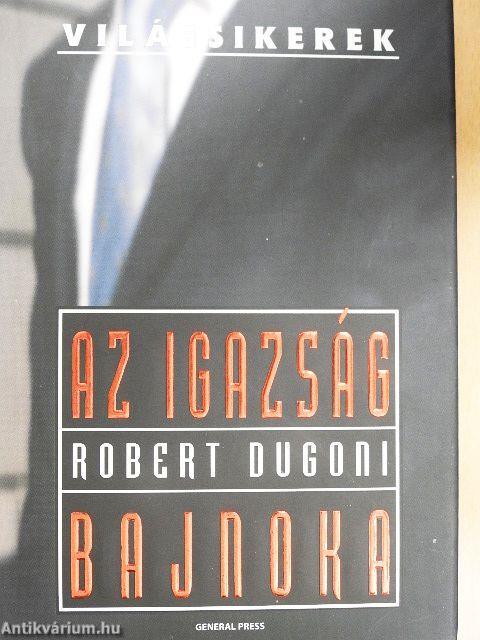 VILÁGSIKEREK
AZ IGAZSÁG
ROBERT DUGONI
BAJNOKA
GENERAL PRESS
Antikvárium.hu